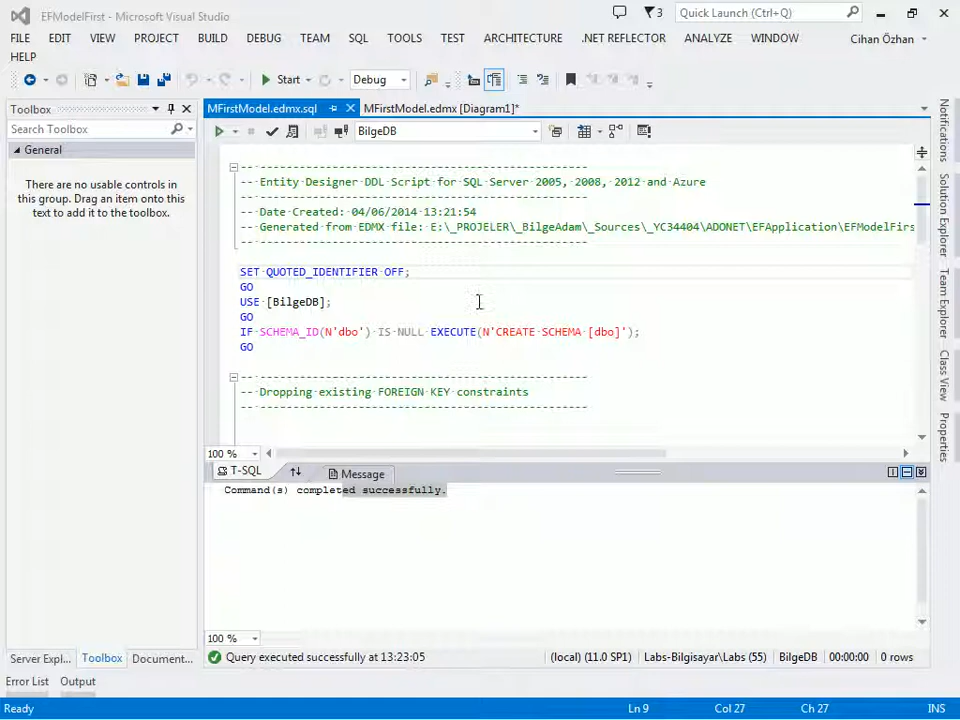 EFModelFirst - Microsoft Visual Studio
3
Quick Launch (Ctrl+Q)
FILE EDIT VIEW PROJECT BUILD DEBUG TEAM SQL TOOLS TEST ARCHITECTURE .NET REFLECTOR ANALYZE WINDOW
Cihan Özhan
HELP
Start
Debug
Toolbox
MFirstModel.edmx.sql
MFirstModel.edmx [Diagram1]*
Search Toolbox
BilgeDB
General
There are no usable controls in
this group. Drag an item onto this
text to add it to the toolbox.
-- --------------------------------------------------
-- Entity Designer DDL Script for SQL Server 2005, 2008, 2012 and Azure
-- --------------------------------------------------
-- Date Created: 04/06/2014 13:21:54
-- Generated from EDMX file: E:\_PROJELER\_BilgeAdam\_Sources\_YC34404\ADONET\EFApplication\EFModelFirs
-- --------------------------------------------------
SET QUOTED_IDENTIFIER OFF;
GO
USE [BilgeDB];
GO
IF SCHEMA_ID(N'dbo') IS NULL EXECUTE(N'CREATE SCHEMA [dbo]');
GO
-- --------------------------------------------------
-- Dropping existing FOREIGN KEY constraints
-- --------------------------------------------------
100 %
T-SQL
Message
Command(s) completed successfully.
100 %
Query executed successfully at 13:23:05
(local) (11.0 SP1)
Labs-Bilgisayar\Labs (55)
BilgeDB
00:00:00
0 rows
Server Expl...
Toolbox
Document...
Error List
Output
Ready
Ln 9
Col 27
Ch 27
INS
Notifications
Solution Explorer
Team Explorer
Class View
Properties